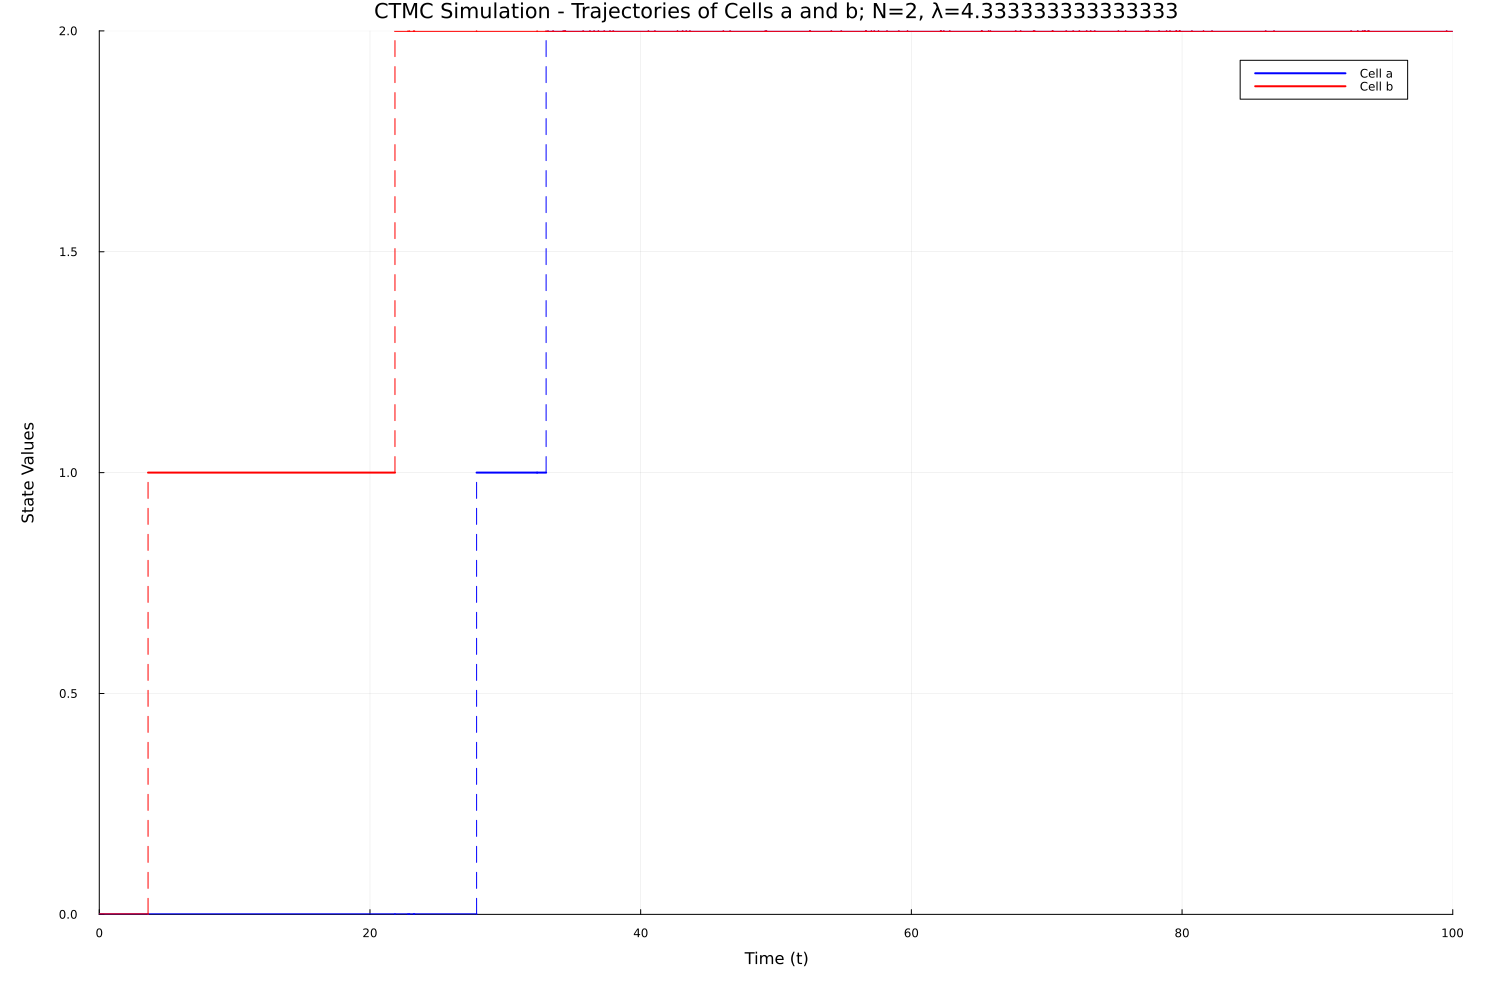 CTMC Simulation - Trajectories of Cells a and b; N=2, λ=4.333333333333333
2.0
Cell a
Cell b
1.5
1.0
State Values
0.5
0.0
0 20 40 60 80 100
Time (t)